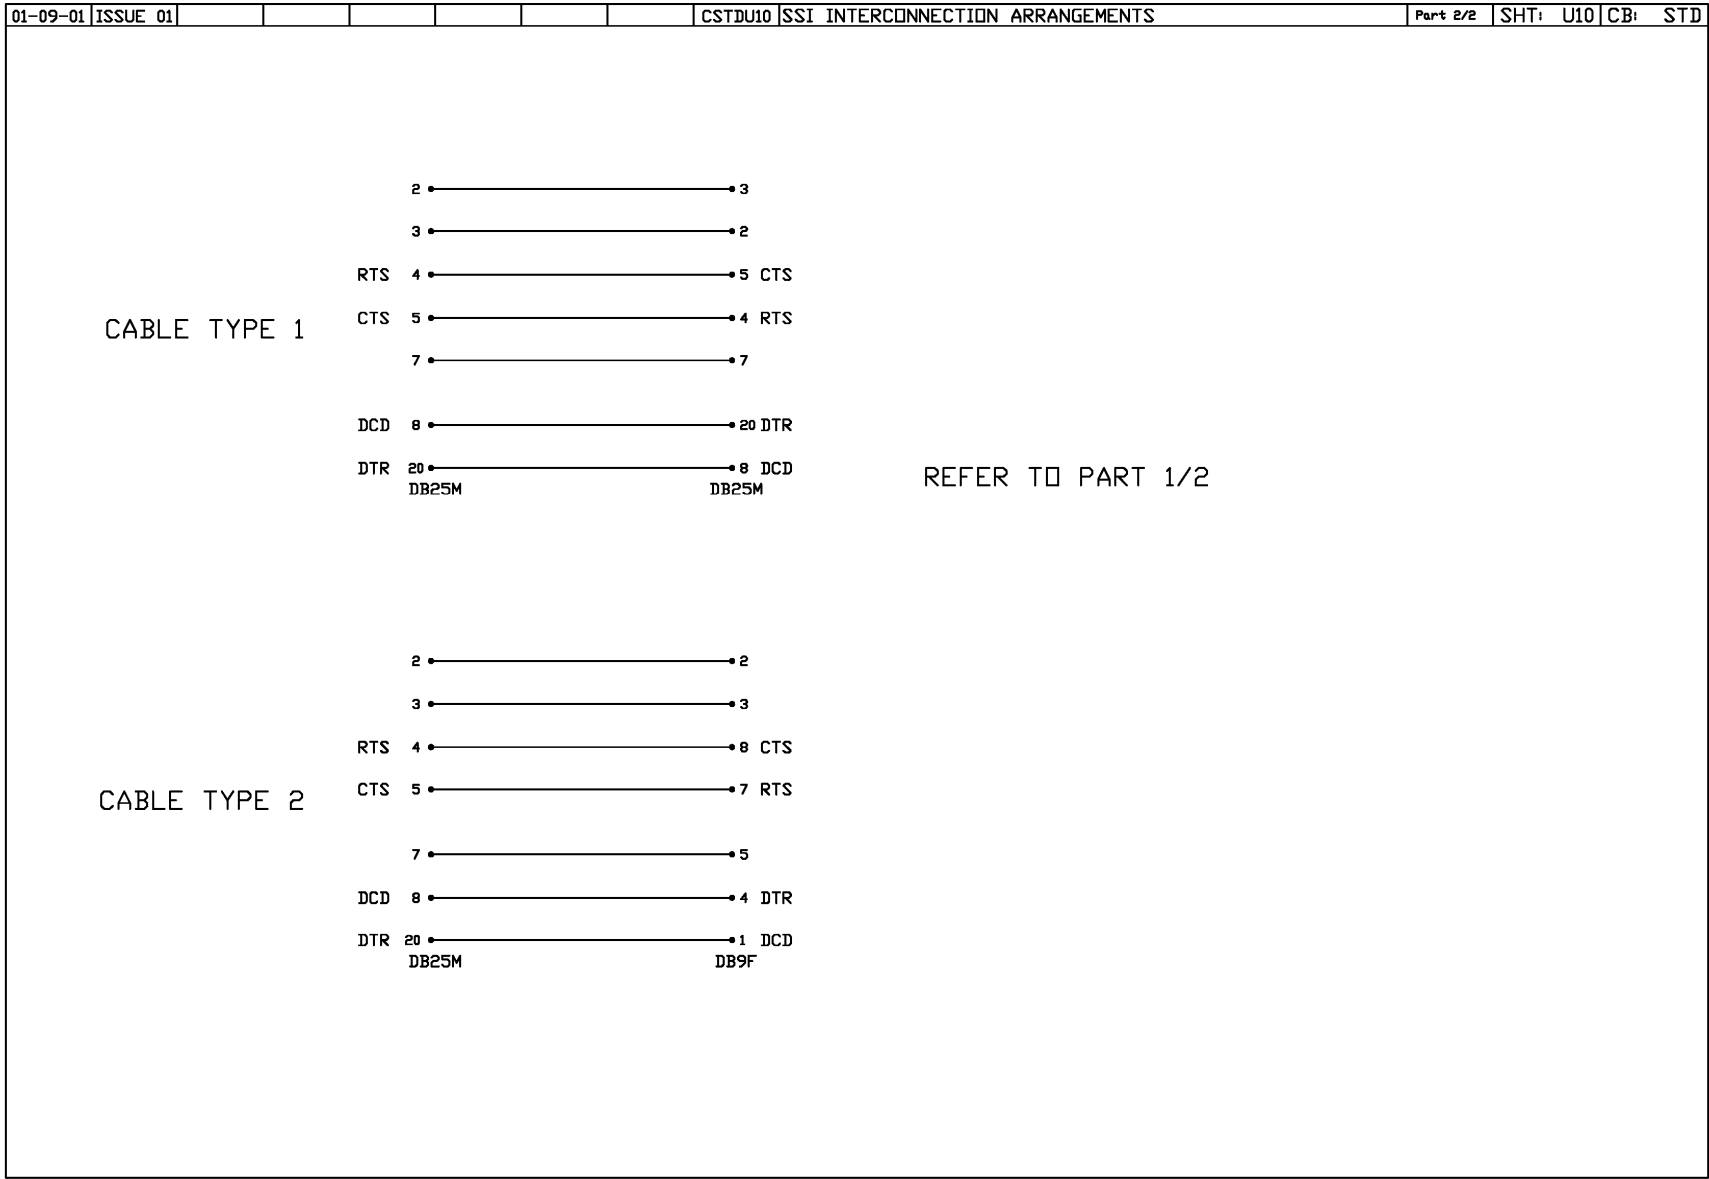 01-09-01 ISSUE 01 CSTDU10 SSI INTERCONNECTION ARRANGEMENTS Part 2/2 SHT: U10 CB: STD
2 3
3 2
RTS 4 5 CTS
CTS 5 4 RTS
CABLE TYPE 1
7 7
DCD 8 20 DTR
DTR 20 8 DCD
DB25M DB25M
REFER TO PART 1/2
2 2
3 3
RTS 4 8 CTS
CTS 5 7 RTS
CABLE TYPE 2
7 5
DCD 8 4 DTR
DTR 20 1 DCD
DB25M DB9F